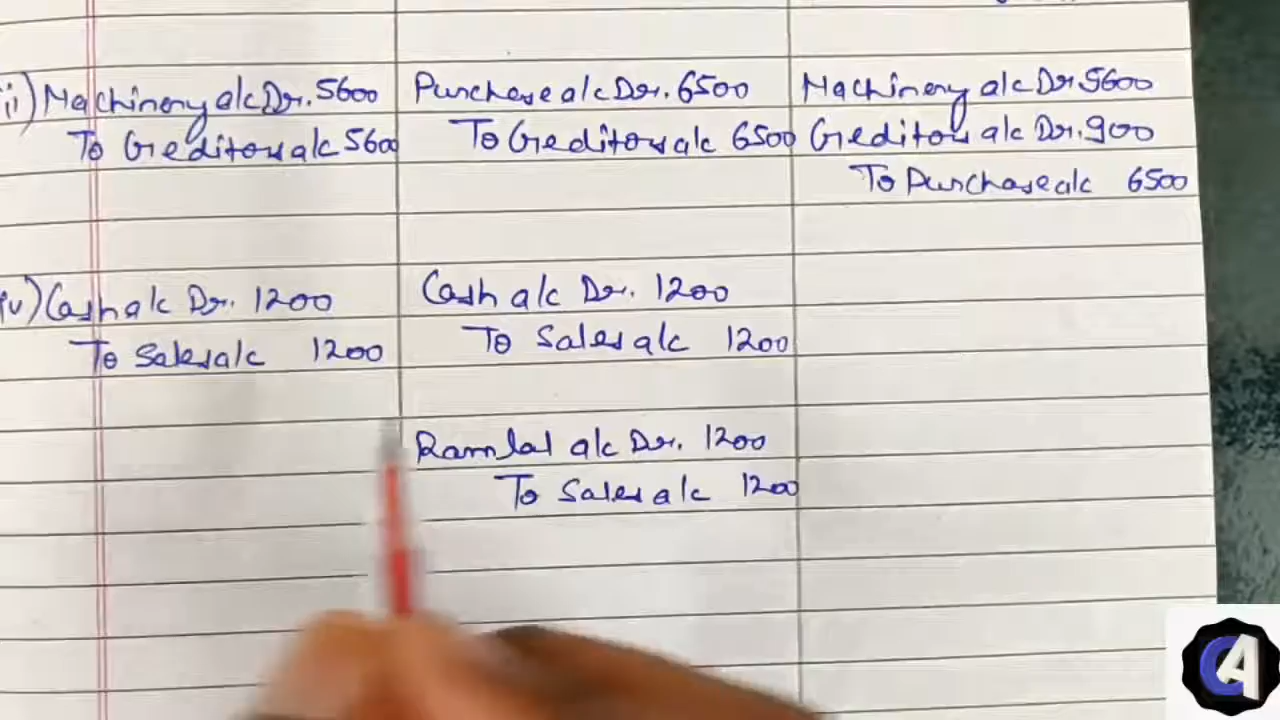 ii) Machinery a/c Dr. 5600
To Creditors a/c 5600
Purchase a/c Dr. 6500
To Creditors a/c 6500
Machinery a/c Dr. 5600
Creditors a/c Dr. 900
To Purchase a/c 6500
iv) Cash a/c Dr. 1200
To Sales a/c 1200
Cash a/c Dr. 1200
To Sales a/c 1200
Ramlal a/c Dr. 1200
To Sales a/c 1200
CA